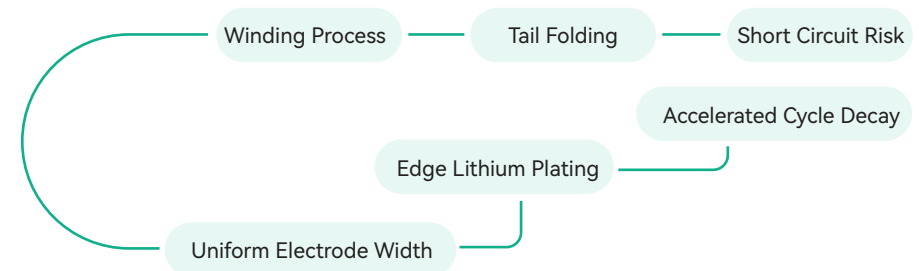 Winding Process
Tail Folding
Short Circuit Risk
Accelerated Cycle Decay
Edge Lithium Plating
Uniform Electrode Width